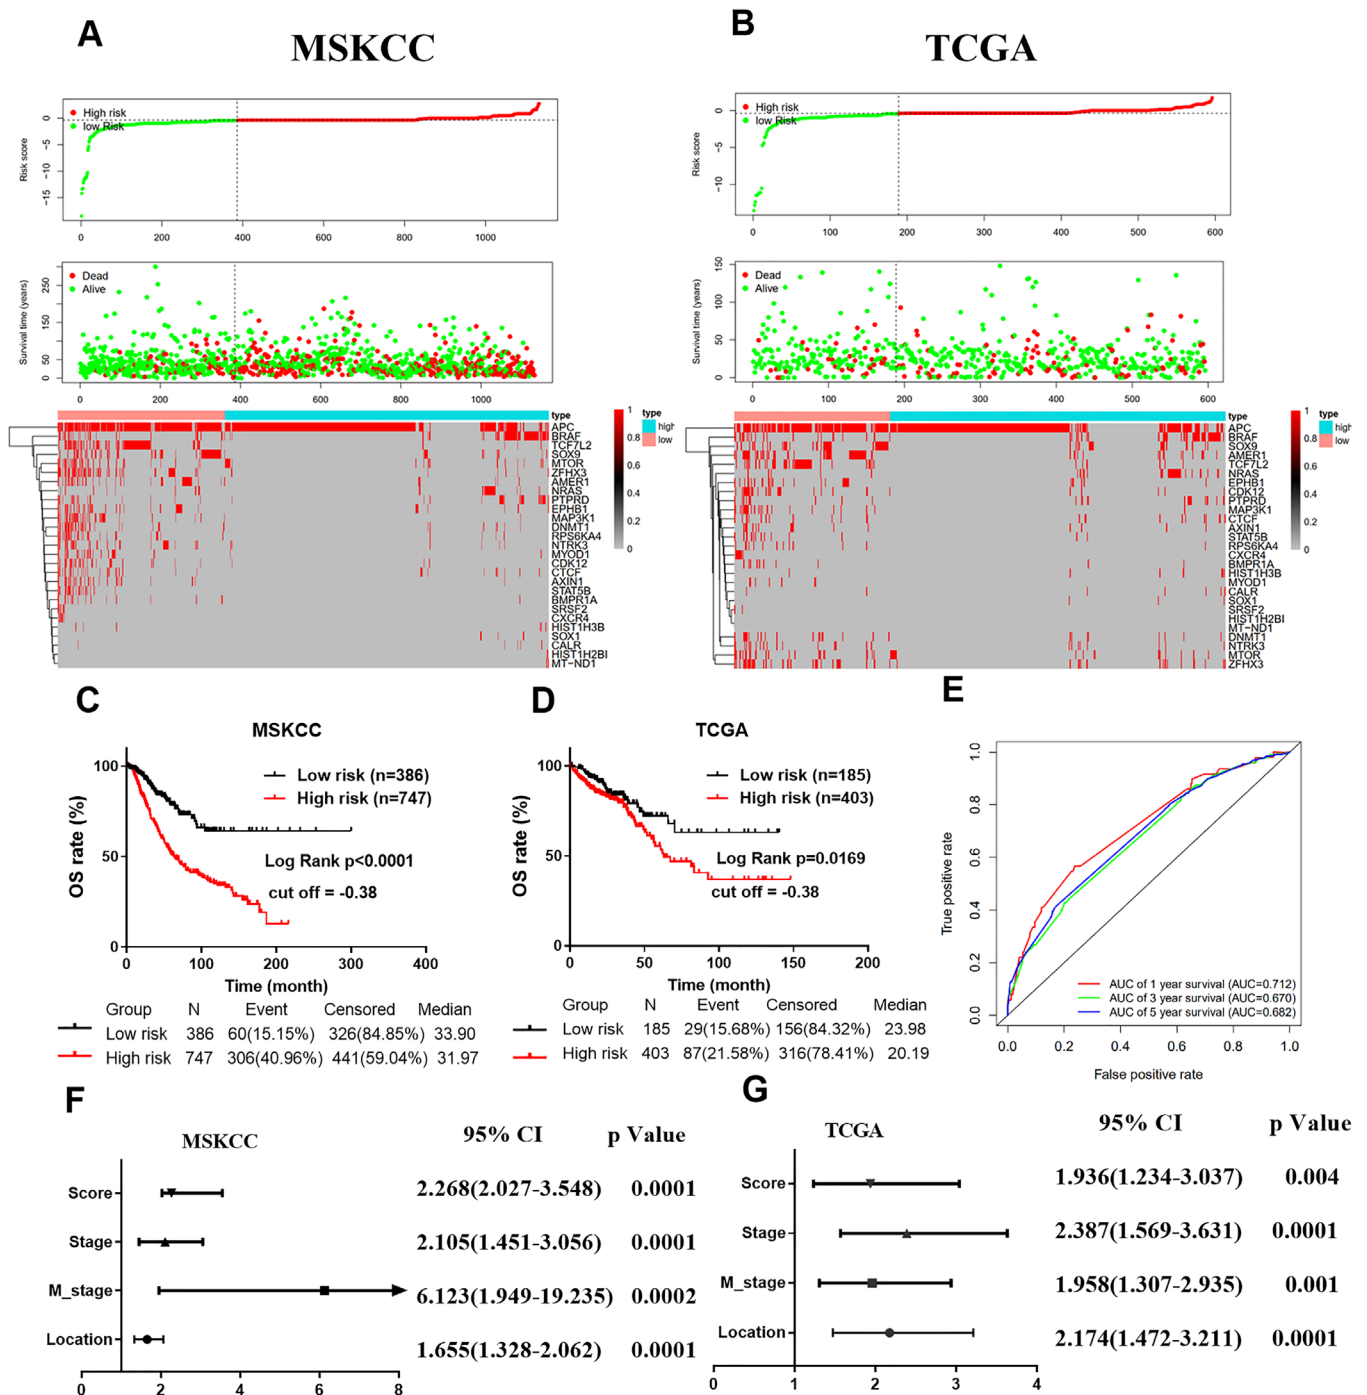 A
MSKCC
B
TCGA
High risk
low Risk
Risk score
0
−5
−10
−15
0
200
400
600
800
1000
High risk
low Risk
Risk score
0
−5
−10
0
100
200
300
400
500
600
Dead
Alive
Survival time (years)
250
150
50
0
0
200
400
600
800
1000
Dead
Alive
Survival time (years)
150
100
50
0
0
100
200
300
400
500
600
type
APC
BRAF
TCF7L2
SOX9
MTOR
ZFHX3
AMER1
NRAS
PTPRD
EPHB1
MAP3K1
DNMT1
RPS6KA4
NTRK3
MYOD1
CDK12
CTCF
AXIN1
STAT5B
BMPR1A
SRSF2
CXCR4
HIST1H3B
SOX1
CALR
HIST1H2BI
MT−ND1
1
0.8
0.6
0.4
0.2
0
type
high
low
type
APC
BRAF
SOX9
AMER1
TCF7L2
NRAS
EPHB1
CDK12
PTPRD
MAP3K1
CTCF
AXIN1
STAT5B
RPS6KA4
CXCR4
BMPR1A
HIST1H3B
MYOD1
CALR
SOX1
SRSF2
HIST1H2BI
MT−ND1
DNMT1
NTRK3
MTOR
ZFHX3
1
0.8
0.6
0.4
0.2
0
type
high
low
C
MSKCC
OS rate (%)
100
50
0
Low risk (n=386)
High risk (n=747)
Log Rank p<0.0001
cut off = -0.38
0 100 200 300 400
Time (month)
Group N Event Censored Median
Low risk 386 60(15.15%) 326(84.85%) 33.90
High risk 747 306(40.96%) 441(59.04%) 31.97
D
TCGA
OS rate (%)
100
50
0
Low risk (n=185)
High risk (n=403)
Log Rank p=0.0169
cut off = -0.38
0 50 100 150 200
Time (month)
Group N Event Censored Median
Low risk 185 29(15.68%) 156(84.32%) 23.98
High risk 403 87(21.58%) 316(78.41%) 20.19
E
True positive rate
1.0
0.8
0.6
0.4
0.2
0.0
AUC of 1 year survival (AUC=0.712)
AUC of 3 year survival (AUC=0.670)
AUC of 5 year survival (AUC=0.682)
0.0 0.2 0.4 0.6 0.8 1.0
False positive rate
F
MSKCC 95% CI p Value
Score 2.268(2.027-3.548) 0.0001
Stage 2.105(1.451-3.056) 0.0001
M_stage 6.123(1.949-19.235) 0.0002
Location 1.655(1.328-2.062) 0.0001
0 2 4 6 8
G
TCGA 95% CI p Value
Score 1.936(1.234-3.037) 0.004
Stage 2.387(1.569-3.631) 0.0001
M_stage 1.958(1.307-2.935) 0.001
Location 2.174(1.472-3.211) 0.0001
0 1 2 3 4